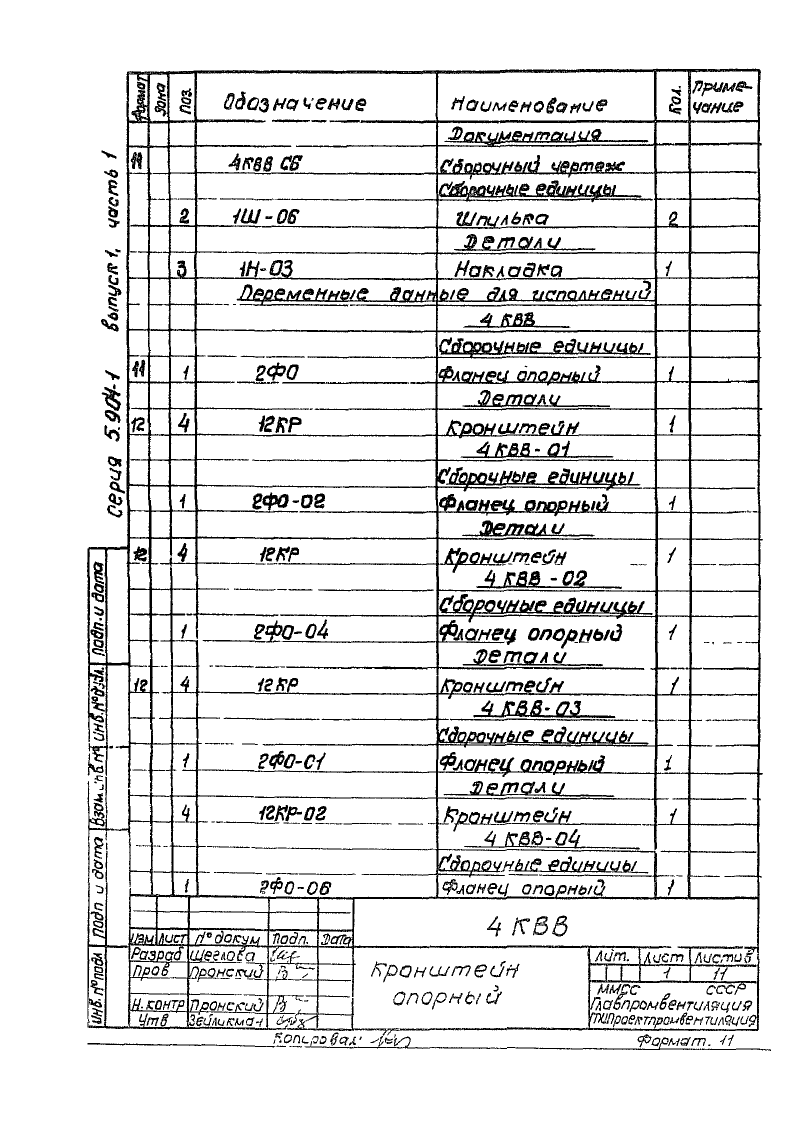 Серия 5.904-1 выпуск 1, часть 1
Формат Зона Поз. Обозначение Наименование Кол. Приме-
чание
Документация
11 4КВВ СБ Сборочный чертеж
Сборочные единицы
2 1Ш-06 Шпилька 2
Детали
3 1Н-03 Накладка 1
Переменные данные для исполнений
4 КВВ
Сборочные единицы
11 1 2ФО Фланец опорный 1
Детали
12 4 12КР Кронштейн 1
4 КВВ-01
Сборочные единицы
1 2ФО-02 Фланец опорный 1
Детали
12 4 12КР Кронштейн 1
4 КВВ-02
Сборочные единицы
1 2ФО-04 Фланец опорный 1
Детали
12 4 12КР Кронштейн 1
4 КВВ-03
Сборочные единицы
1 2ФО-01 Фланец опорный 1
Детали
4 12КР-02 Кронштейн 1
4 КВВ-04
Сборочные единицы
1 2ФО-06 Фланец опорный 1
Инв. № подл. Подп и дата Взам. инв. № Инв. № дубл. Подп. и дата
4 КВВ
Изм Лист № докум Подп. Дата
Разраб Щеглова
Пров Пронский
Н.контр Пронский
Утв Зейликман
Кронштейн
опорный
Лит. Лист Листов
1 11
ММСС СССР
Главпромвентиляция
ГПИПроектпромвентиляция
Копировал:
Формат. 11